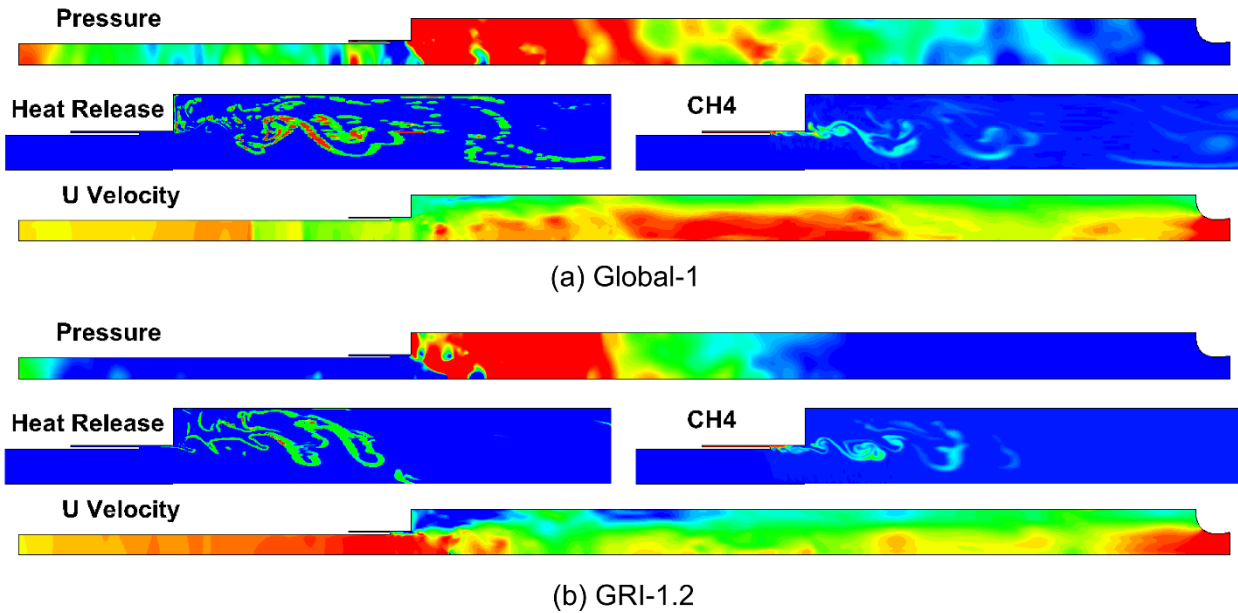 Pressure
Heat Release
CH4
U Velocity
(a) Global-1
Pressure
Heat Release
CH4
U Velocity
(b) GRI-1.2